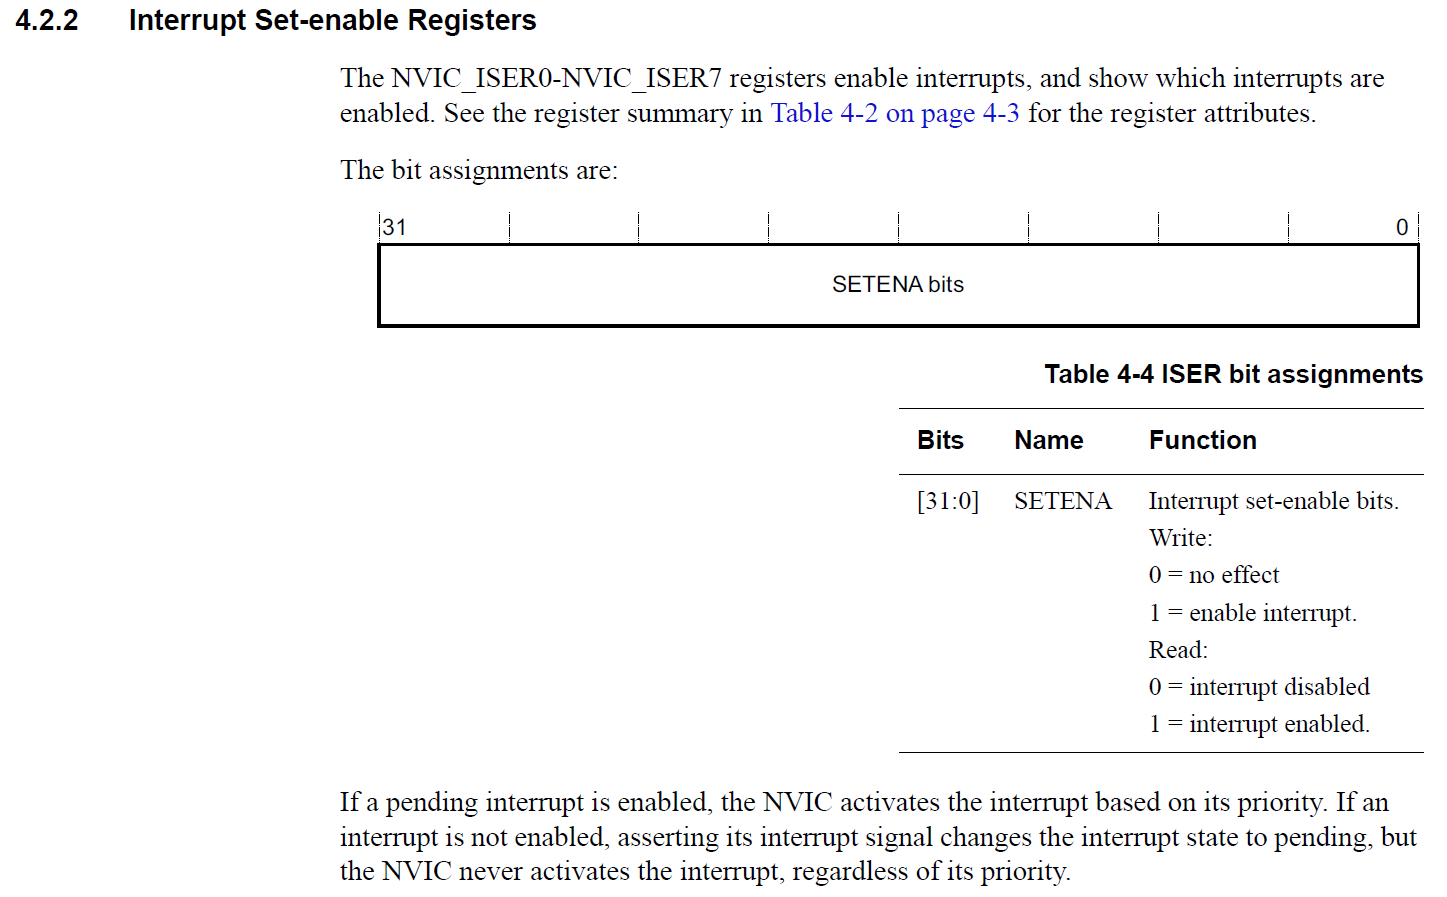 4.2.2 Interrupt Set-enable Registers
The NVIC_ISER0-NVIC_ISER7 registers enable interrupts, and show which interrupts are
enabled. See the register summary in Table 4-2 on page 4-3 for the register attributes.
The bit assignments are:
31 0
SETENA bits
Table 4-4 ISER bit assignments
Bits Name Function
[31:0] SETENA Interrupt set-enable bits.
Write:
0 = no effect
1 = enable interrupt.
Read:
0 = interrupt disabled
1 = interrupt enabled.
If a pending interrupt is enabled, the NVIC activates the interrupt based on its priority. If an
interrupt is not enabled, asserting its interrupt signal changes the interrupt state to pending, but
the NVIC never activates the interrupt, regardless of its priority.